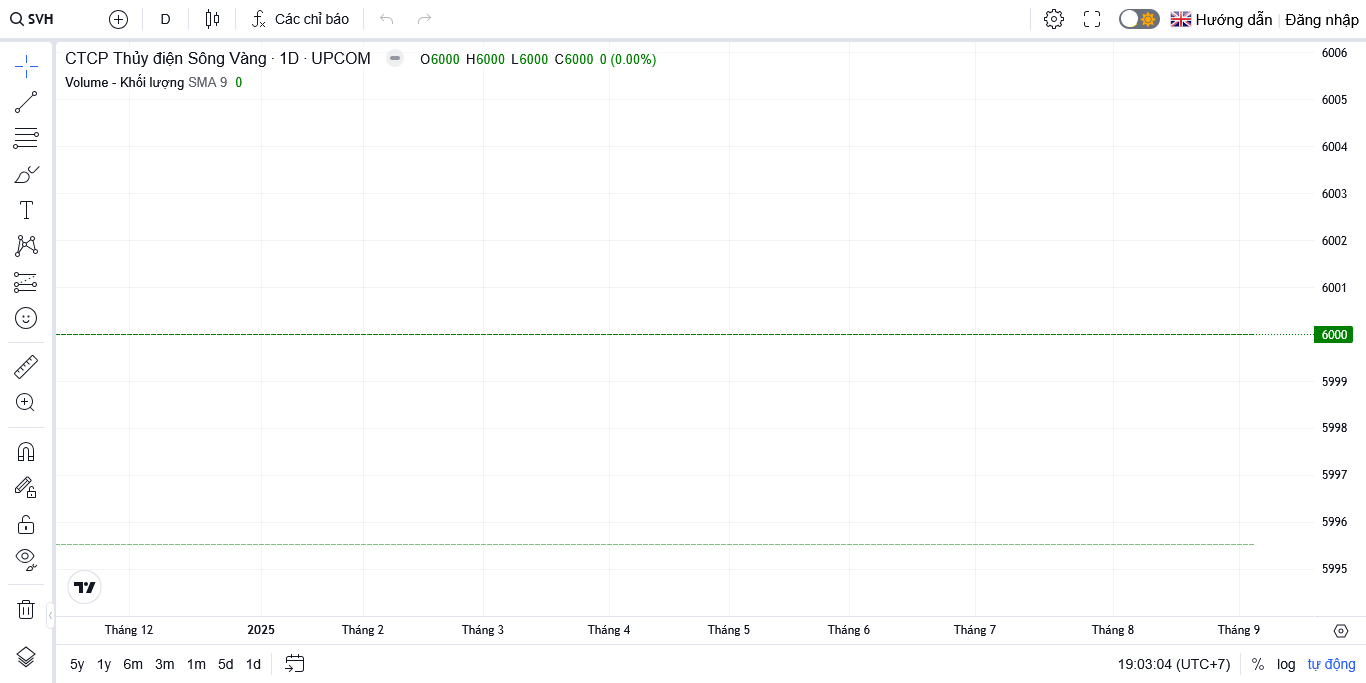 SVH D Các chỉ báo Hướng dẫn Đăng nhập
CTCP Thủy điện Sông Vàng · 1D · UPCOM O6000 H6000 L6000 C6000 0 (0.00%)
Volume - Khối lượng SMA 9 0
6006
6005
6004
6003
6002
6001
6000
5999
5998
5997
5996
5995
Tháng 12 2025 Tháng 2 Tháng 3 Tháng 4 Tháng 5 Tháng 6 Tháng 7 Tháng 8 Tháng 9
5y 1y 6m 3m 1m 5d 1d 19:03:04 (UTC+7) % log tự động